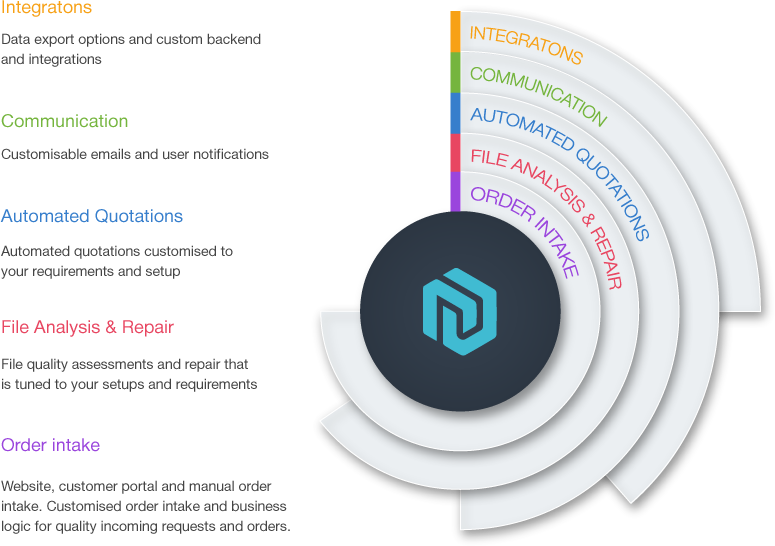 Integratons
Data export options and custom backend
and integrations
Communication
Customisable emails and user notifications
Automated Quotations
Automated quotations customised to
your requirements and setup
File Analysis & Repair
File quality assessments and repair that
is tuned to your setups and requirements
Order intake
Website, customer portal and manual order
intake. Customised order intake and business
logic for quality incoming requests and orders.
INTEGRATONS
COMMUNICATION
AUTOMATED QUOTATIONS
FILE ANALYSIS & REPAIR
ORDER INTAKE